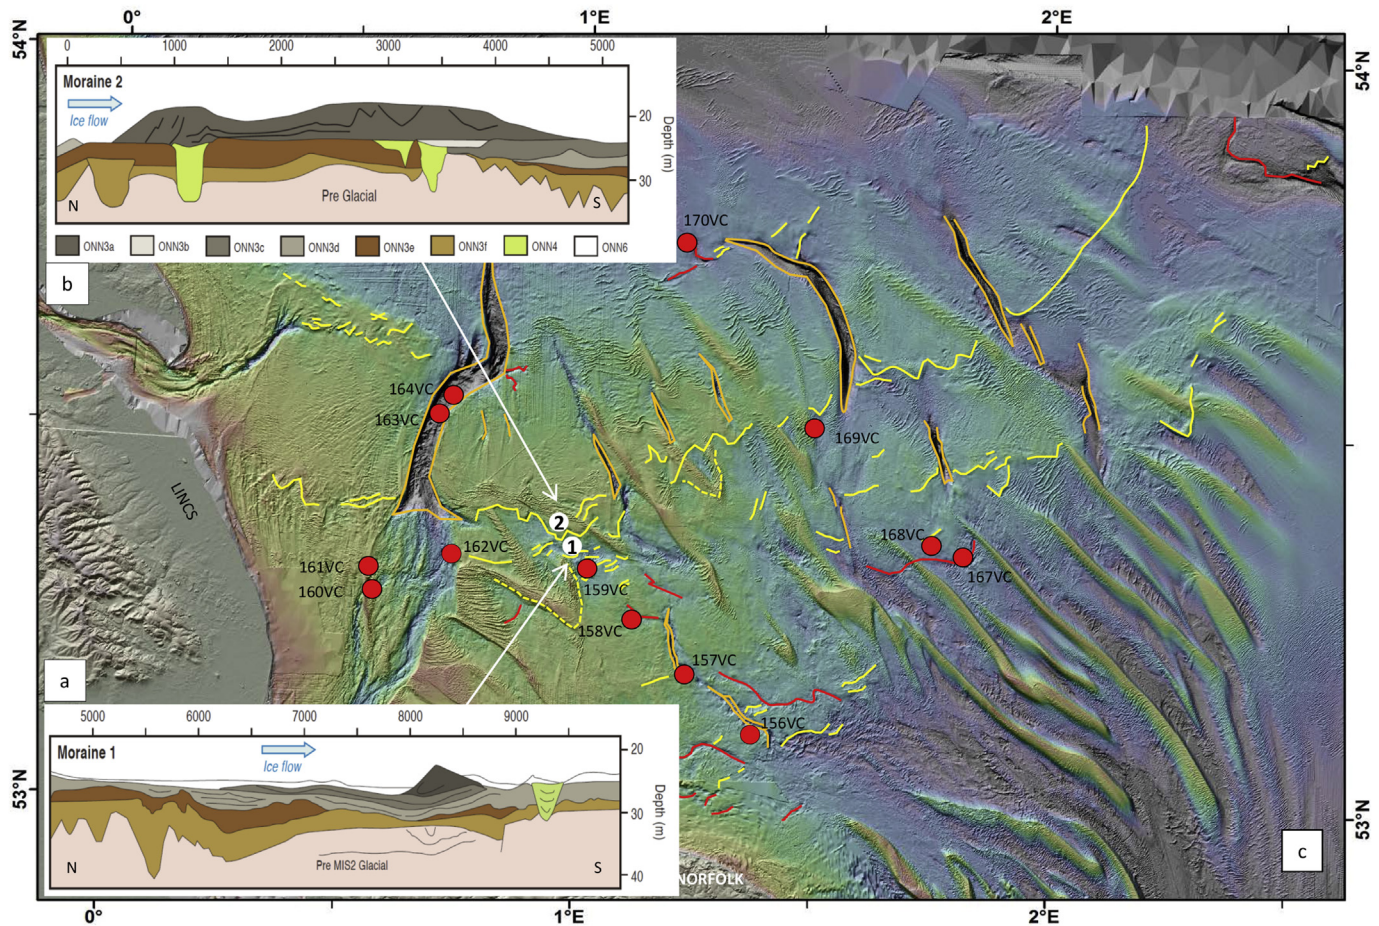 0° 1°E 2°E
54°N
54°N
0 1000 2000 3000 4000 5000
Moraine 2
Ice flow
20
30
Depth (m)
Pre Glacial
N
S
ONN3a ONN3b ONN3c ONN3d ONN3e ONN3f ONN4 ONN6
b
170VC
164VC
163VC
169VC
LINCS
2
1
168VC
162VC
161VC
167VC
160VC
159VC
158VC
157VC
a
156VC
5000 6000 7000 8000 9000
Moraine 1
Ice flow
20
30
40
Depth (m)
Pre MIS2 Glacial
N
S
53°N
53°N
c
NORFOLK
0° 1°E 2°E